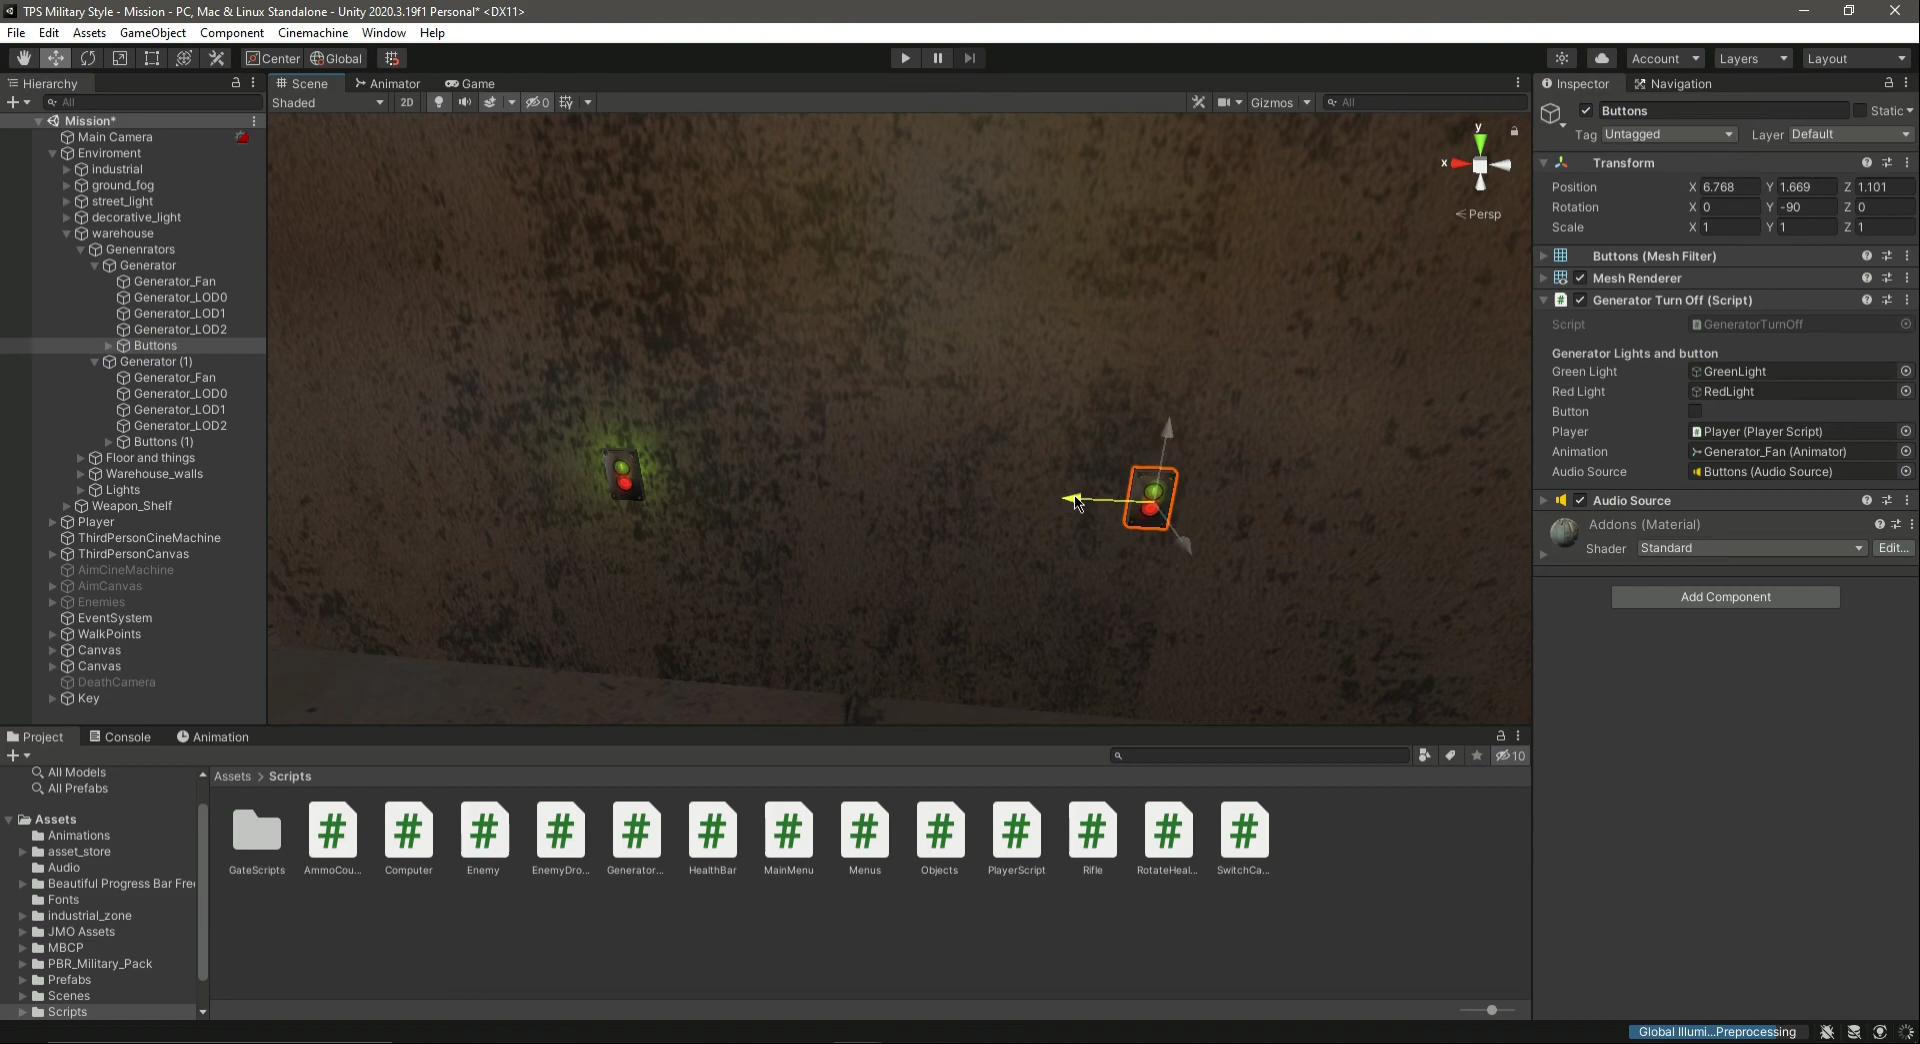 TPS Military Style - Mission - PC, Mac & Linux Standalone - Unity 2020.3.19f1 Personal* <DX11>
File Edit Assets GameObject Component Cinemachine Window Help
Center Global Account Layers Layout
Hierarchy Scene Animator Game Inspector Navigation
All Shaded 2D 0 Gizmos All
Mission*
Main Camera
Enviroment
industrial
ground_fog
street_light
decorative_light
warehouse
Genenrators
Generator
Generator_Fan
Generator_LOD0
Generator_LOD1
Generator_LOD2
Buttons
Generator (1)
Generator_Fan
Generator_LOD0
Generator_LOD1
Generator_LOD2
Buttons (1)
Floor and things
Warehouse_walls
Lights
Weapon_Shelf
Player
ThirdPersonCineMachine
ThirdPersonCanvas
AimCineMachine
AimCanvas
Enemies
EventSystem
WalkPoints
Canvas
Canvas
DeathCamera
Key
y
x
Persp
Buttons Static
Tag Untagged Layer Default
Transform
Position X 6.768 Y 1.669 Z 1.101
Rotation X 0 Y -90 Z 0
Scale X 1 Y 1 Z 1
Buttons (Mesh Filter)
Mesh Renderer
Generator Turn Off (Script)
Script GeneratorTurnOff
Generator Lights and button
Green Light GreenLight
Red Light RedLight
Button
Player Player (Player Script)
Animation Generator_Fan (Animator)
Audio Source Buttons (Audio Source)
Audio Source
Addons (Material)
Shader Standard Edit...
Add Component
Project Console Animation
10
All Models
All Prefabs
Assets
Animations
asset_store
Audio
Beautiful Progress Bar Free
Fonts
industrial_zone
JMO Assets
MBCP
PBR_Military_Pack
Prefabs
Scenes
Scripts
Assets > Scripts
GateScripts AmmoCou... Computer Enemy EnemyDro... Generator... HealthBar MainMenu Menus Objects PlayerScript Rifle RotateHeal... SwitchCa...
Global Illumi...Preprocessing